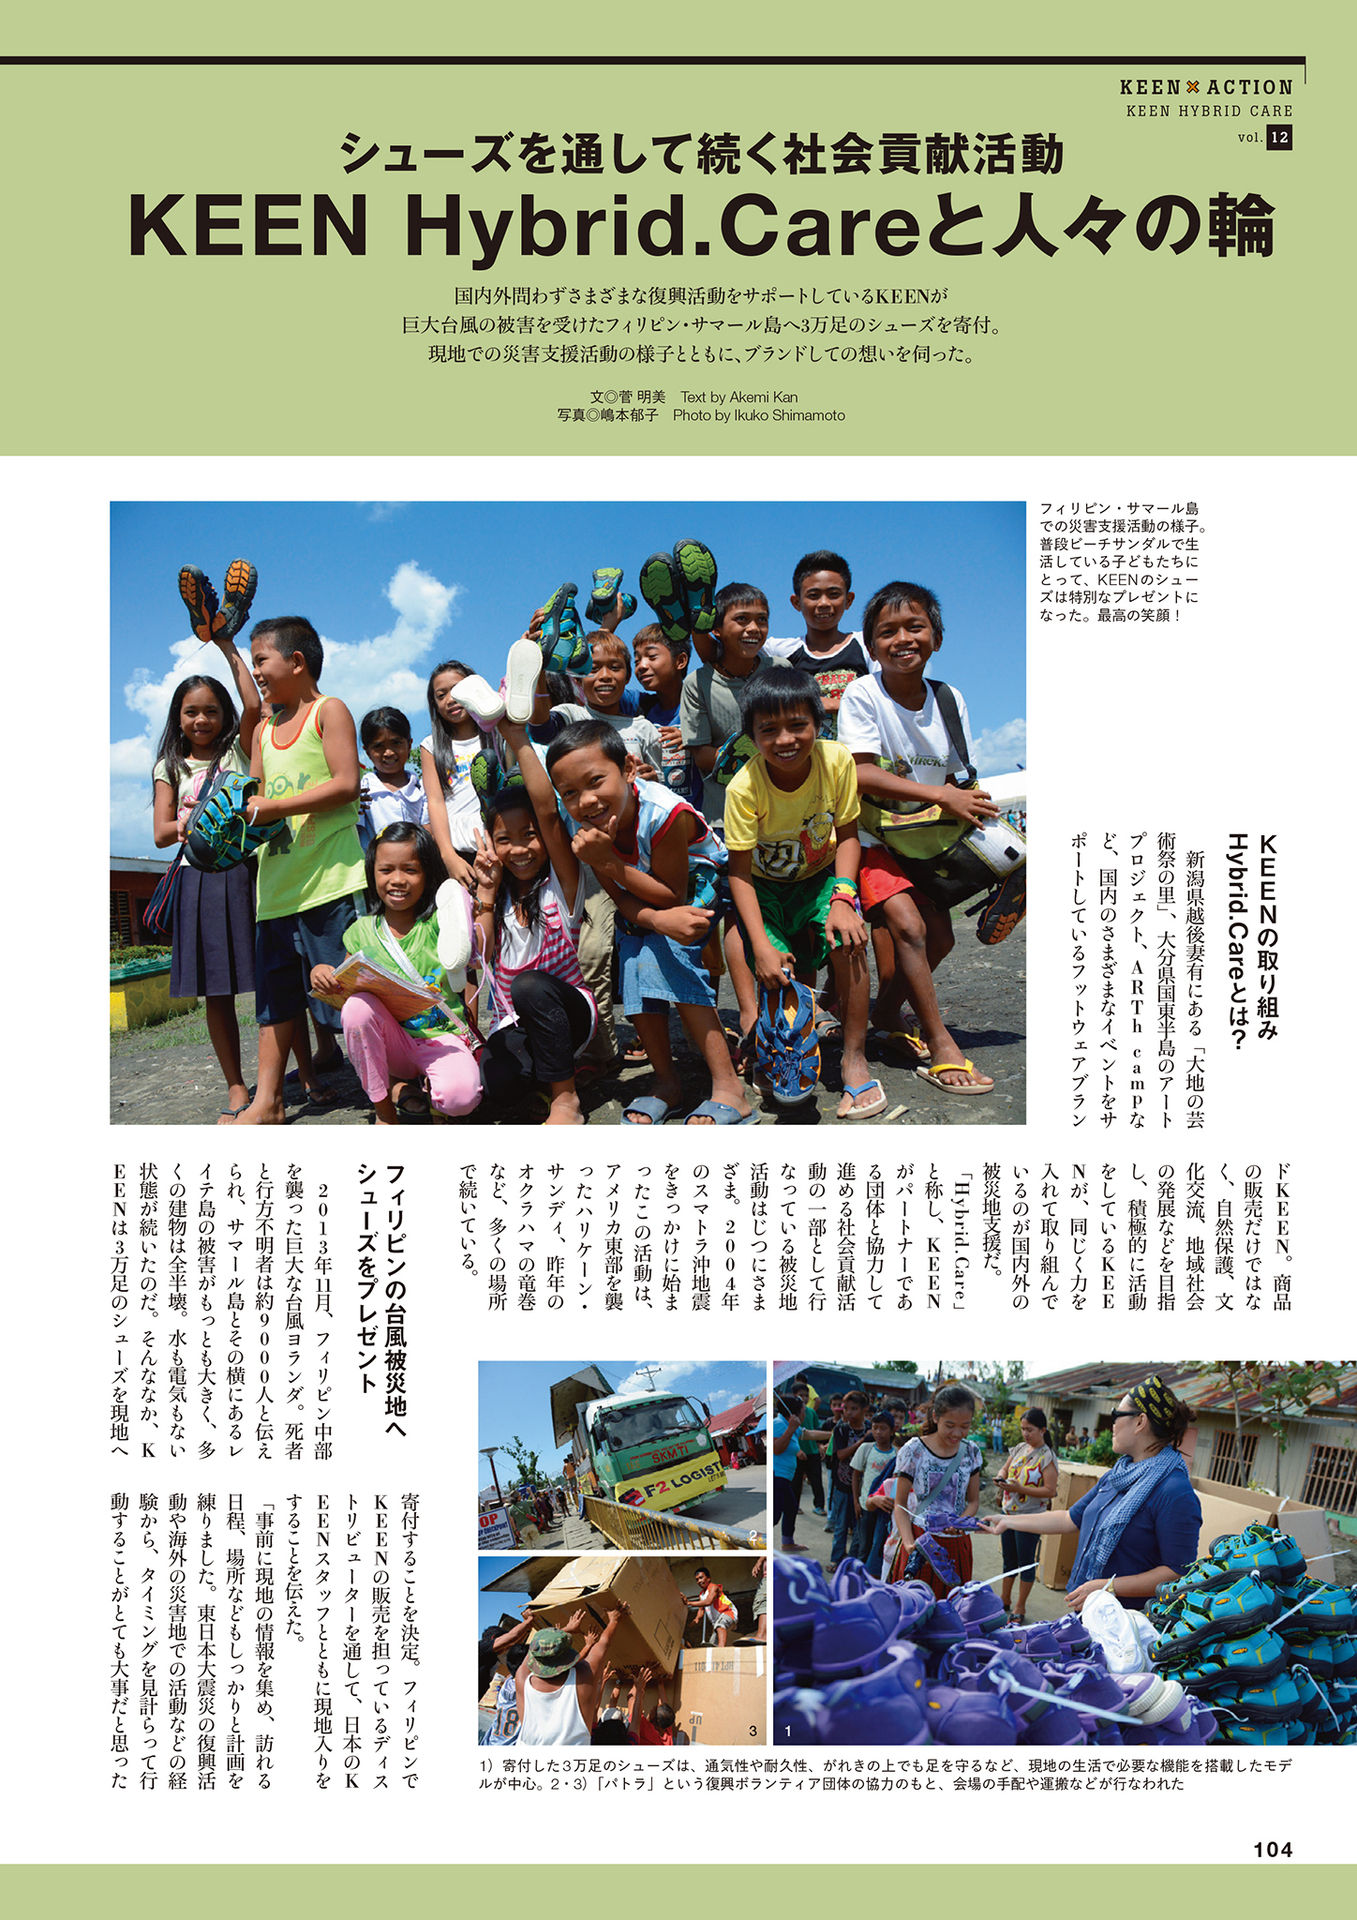 KEEN×ACTION
KEEN HYBRID CARE
vol. 12
シューズを通して続く社会貢献活動
KEEN Hybrid.Careと人々の輪
国内外問わずさまざまな復興活動をサポートしているKEENが
巨大台風の被害を受けたフィリピン・サマール島へ3万足のシューズを寄付。
現地での災害支援活動の様子とともに、ブランドしての想いを伺った。
文◎菅 明美 Text by Akemi Kan
写真◎嶋本郁子 Photo by Ikuko Shimamoto
フィリピン・サマール島
での災害支援活動の様子。
普段ビーチサンダルで生
活している子どもたちに
とって、KEENのシュー
ズは特別なプレゼントに
なった。最高の笑顔！
KEENの取り組み
Hybrid.Careとは？
新潟県越後妻有にある「大地の芸
術祭の里」、大分県国東半島のアート
プロジェクト、ARTh campな
ど、国内のさまざまなイベントをサ
ポートしているフットウェアブラン
ドKEEN。商品
の販売だけではな
く、自然保護、文
化交流、地域社会
の発展などを目指
し、積極的に活動
をしているKEE
Nが、同じく力を
入れて取り組んで
いるのが国内外の
被災地支援だ。
「Hybrid.Care」
と称し、KEEN
がパートナーであ
る団体と協力して
進める社会貢献活
動の一部として行
なっている被災地
活動はじつにさま
ざま。2004年
のスマトラ沖地震
をきっかけに始ま
ったこの活動は、
アメリカ東部を襲
ったハリケーン・
サンディ、昨年の
オクラハマの竜巻
など、多くの場所
で続いている。
フィリピンの台風被災地へ
シューズをプレゼント
2013年11月、フィリピン中部
を襲った巨大な台風ヨランダ。死者
と行方不明者は約9000人と伝え
られ、サマール島とその横にあるレ
イテ島の被害がもっとも大きく、多
くの建物は全半壊。水も電気もない
状態が続いたのだ。そんななか、K
EENは3万足のシューズを現地へ
寄付することを決定。フィリピンで
KEENの販売を担っているディス
トリビューターを通して、日本のK
EENスタッフとともに現地入りを
することを伝えた。
「事前に現地の情報を集め、訪れる
日程、場所などもしっかりと計画を
練りました。東日本大震災の復興活
動や海外の災害地での活動などの経
験から、タイミングを見計らって行
動することがとても大事だと思った
SKMTI
F2 LOGIST
2
18
UP
3
1
1）寄付した3万足のシューズは、通気性や耐久性、がれきの上でも足を守るなど、現地の生活で必要な機能を搭載したモデ
ルが中心。2・3）「パトラ」という復興ボランティア団体の協力のもと、会場の手配や運搬などが行なわれた
104